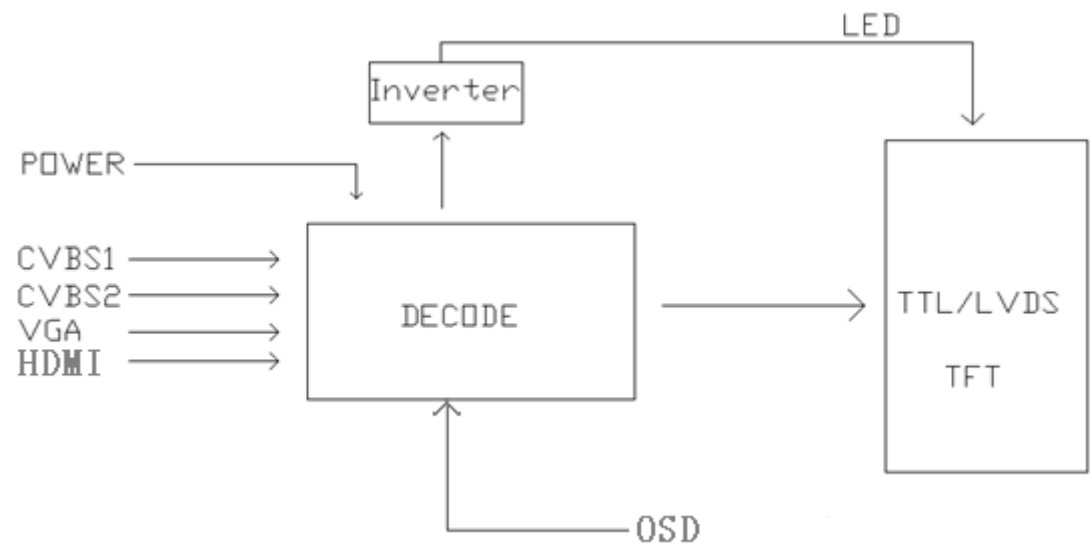 LED
Inverter
POWER
CVBS1
CVBS2
VGA
HDMI
DECODE
TTL/LVDS
TFT
OSD